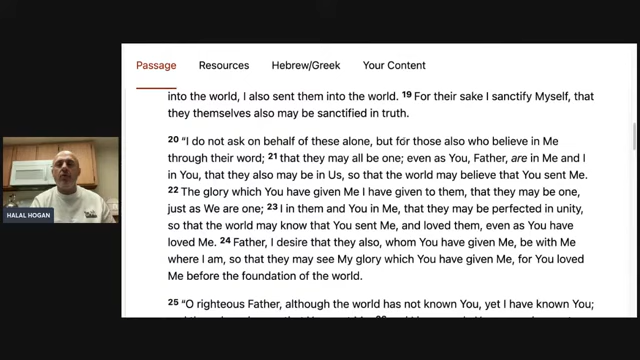 Passage Resources Hebrew/Greek Your Content
into the world, I also sent them into the world. 19 For their sake I sanctify Myself, that
they themselves also may be sanctified in truth.
20 "I do not ask on behalf of these alone, but for those also who believe in Me
through their word; 21 that they may all be one; even as You, Father, are in Me and I
in You, that they also may be in Us, so that the world may believe that You sent Me.
22 The glory which You have given Me I have given to them, that they may be one,
just as We are one; 23 I in them and You in Me, that they may be perfected in unity,
so that the world may know that You sent Me, and loved them, even as You have
loved Me. 24 Father, I desire that they also, whom You have given Me, be with Me
where I am, so that they may see My glory which You have given Me, for You loved
Me before the foundation of the world.
25 "O righteous Father, although the world has not known You, yet I have known You;
HALAL HOGAN